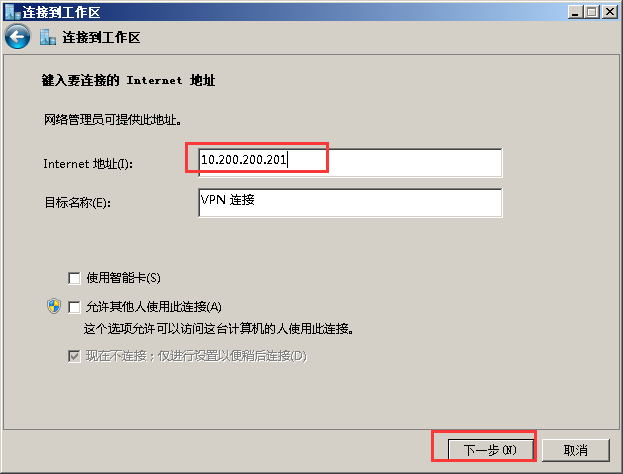 连接到工作区
连接到工作区
键入要连接的 Internet 地址
网络管理员可提供此地址。
Internet 地址(I):
10.200.200.201
目标名称(E):
VPN 连接
使用智能卡(S)
允许其他人使用此连接(A)
这个选项允许可以访问这台计算机的人使用此连接。
现在不连接；仅进行设置以便稍后连接(D)
下一步(N)
取消